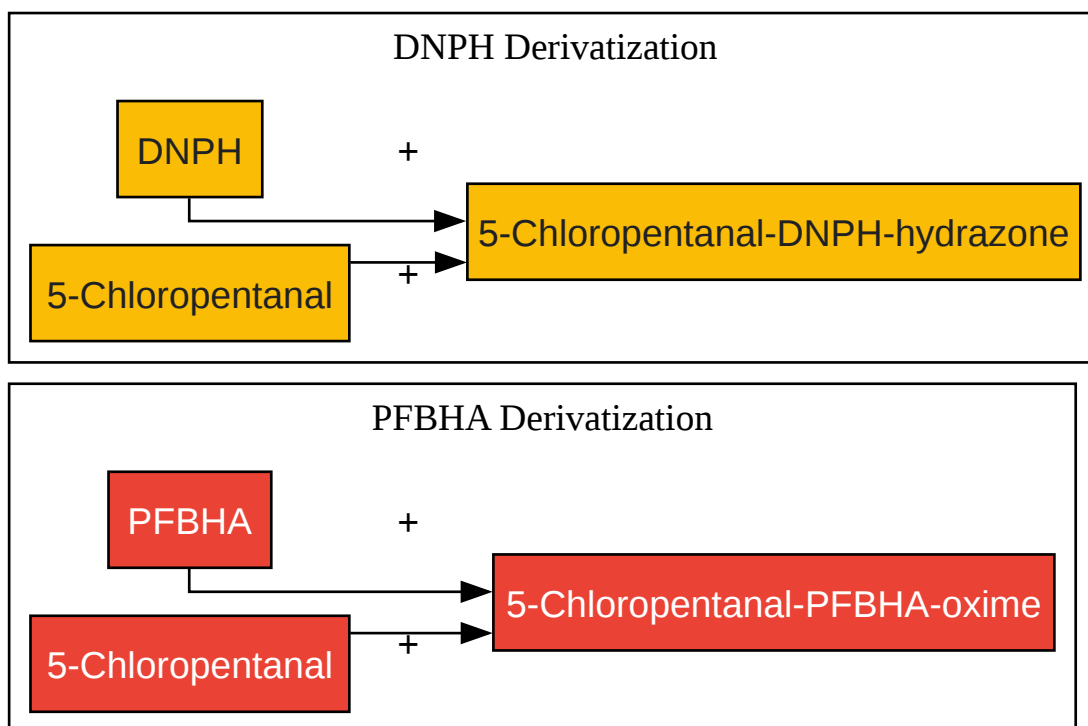 DNPH Derivatization
DNPH
+
5-Chloropentanal-DNPH-hydrazone
+
5-Chloropentanal
PFBHA Derivatization
PFBHA
+
5-Chloropentanal-PFBHA-oxime
+
5-Chloropentanal